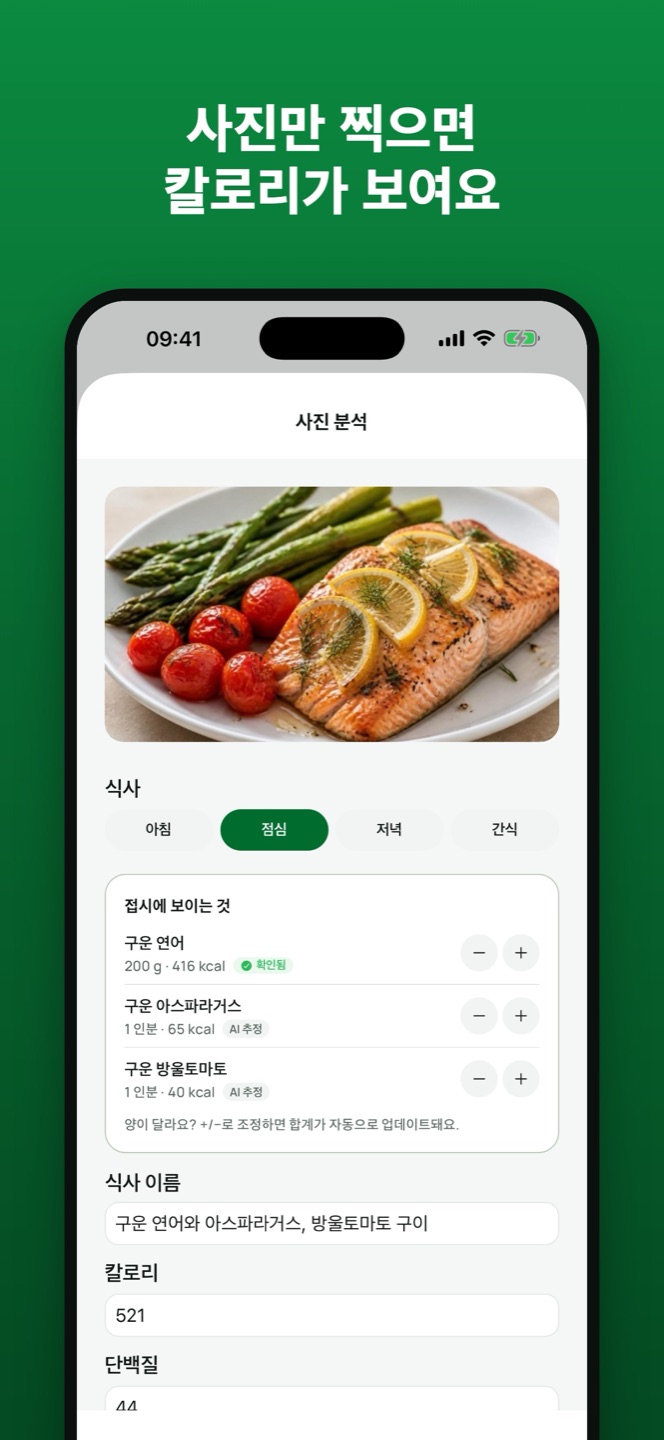 사진만 찍으면
칼로리가 보여요
09:41
사진 분석
식사
아침 점심 저녁 간식
접시에 보이는 것
구운 연어
200 g · 416 kcal 확인됨
− +
구운 아스파라거스
1 인분 · 65 kcal AI 추정
− +
구운 방울토마토
1 인분 · 40 kcal AI 추정
− +
양이 달라요? +/−로 조정하면 합계가 자동으로 업데이트돼요.
식사 이름
구운 연어와 아스파라거스, 방울토마토 구이
칼로리
521
단백질
44